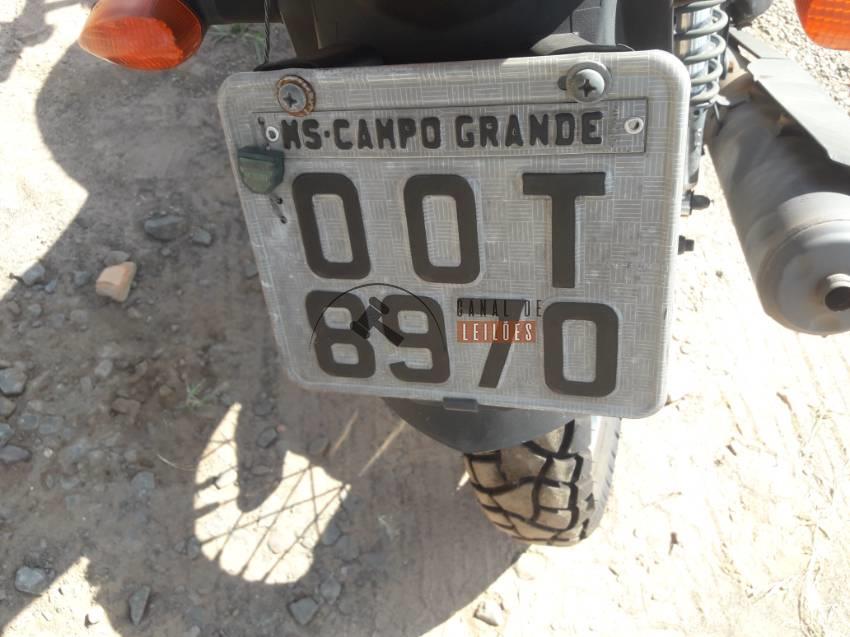 MS-CAMPO GRANDE
OOT
8970
CANAL DE
LEILÕES